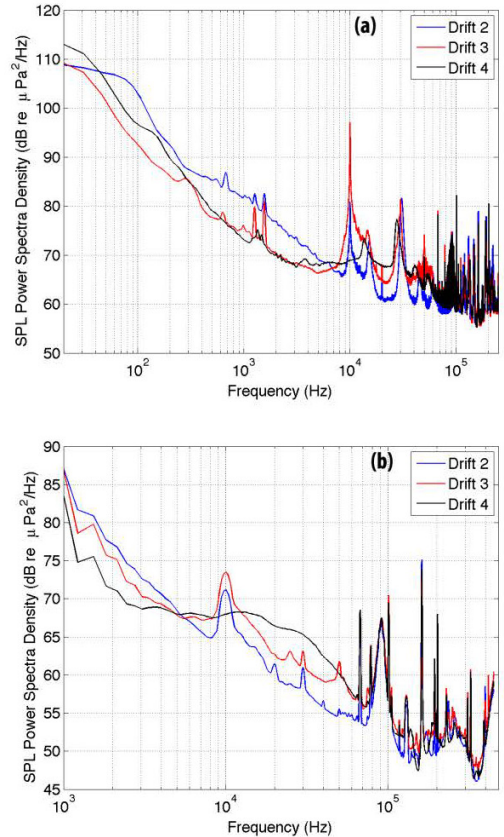 (a)
Drift 2
Drift 3
Drift 4
SPL Power Spectra Density (dB re μ Pa²/Hz)
120
110
100
90
80
70
60
50
10² 10³ 10⁴ 10⁵
Frequency (Hz)
(b)
Drift 2
Drift 3
Drift 4
SPL Power Spectra Density (dB re μ Pa²/Hz)
90
85
80
75
70
65
60
55
50
45
10³ 10⁴ 10⁵
Frequency (Hz)